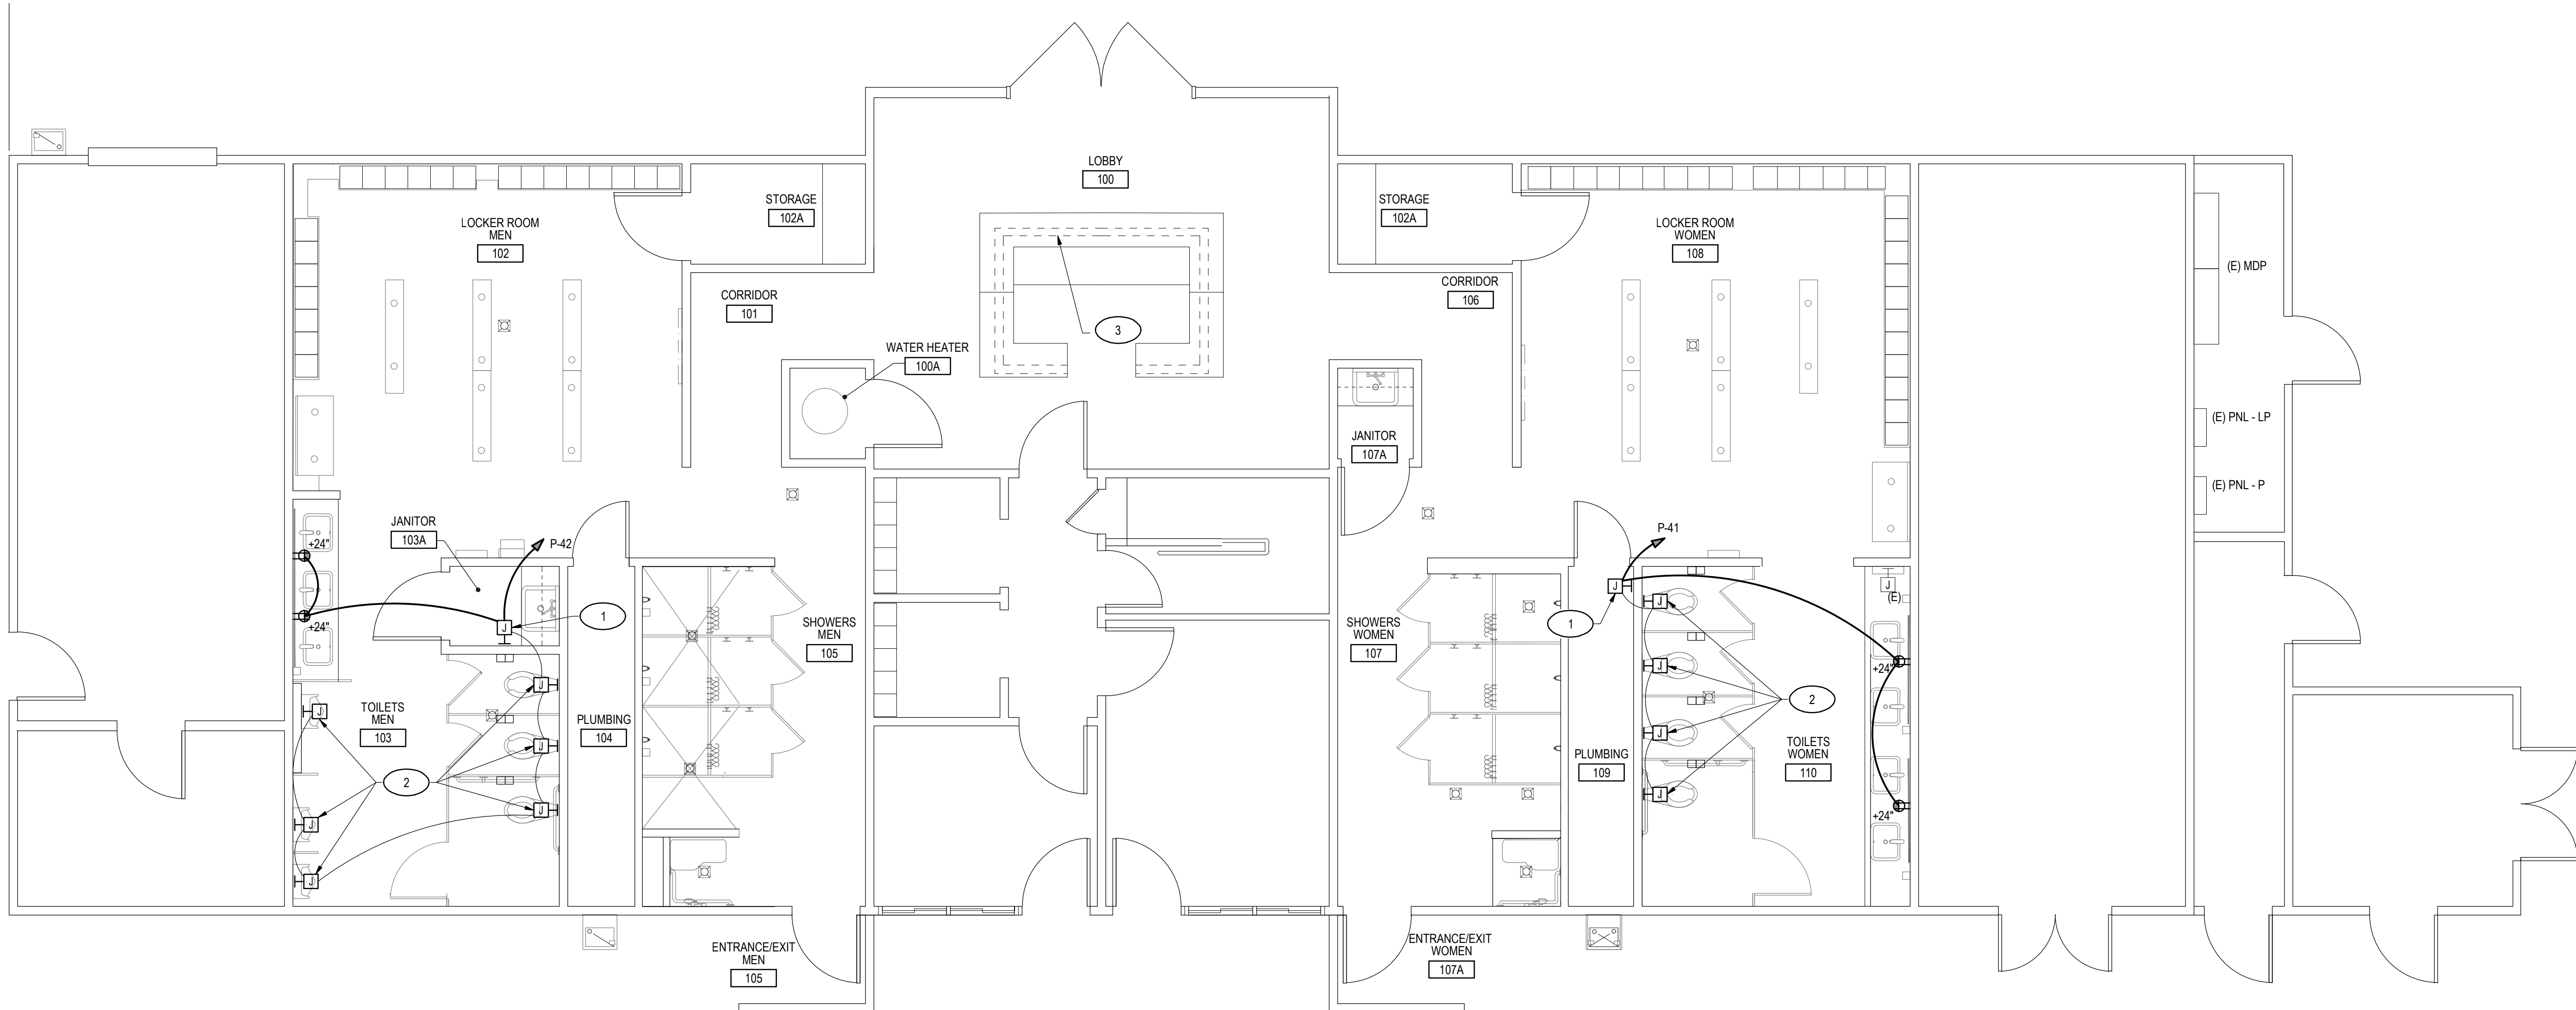 LOBBY
100
STORAGE
102A
STORAGE
102A
LOCKER ROOM
MEN
102
LOCKER ROOM
WOMEN
108
(E) MDP
CORRIDOR
101
CORRIDOR
106
3
WATER HEATER
100A
(E) PNL - LP
JANITOR
107A
(E) PNL - P
JANITOR
103A
P-42
P-41
+24"
+24"
J
1
J
1
J
(E)
SHOWERS
MEN
105
SHOWERS
WOMEN
107
J
J
J
J
J
J
J
J
J
J
+24"
+24"
TOILETS
MEN
103
PLUMBING
104
2
2
PLUMBING
109
TOILETS
WOMEN
110
ENTRANCE/EXIT
MEN
105
ENTRANCE/EXIT
WOMEN
107A